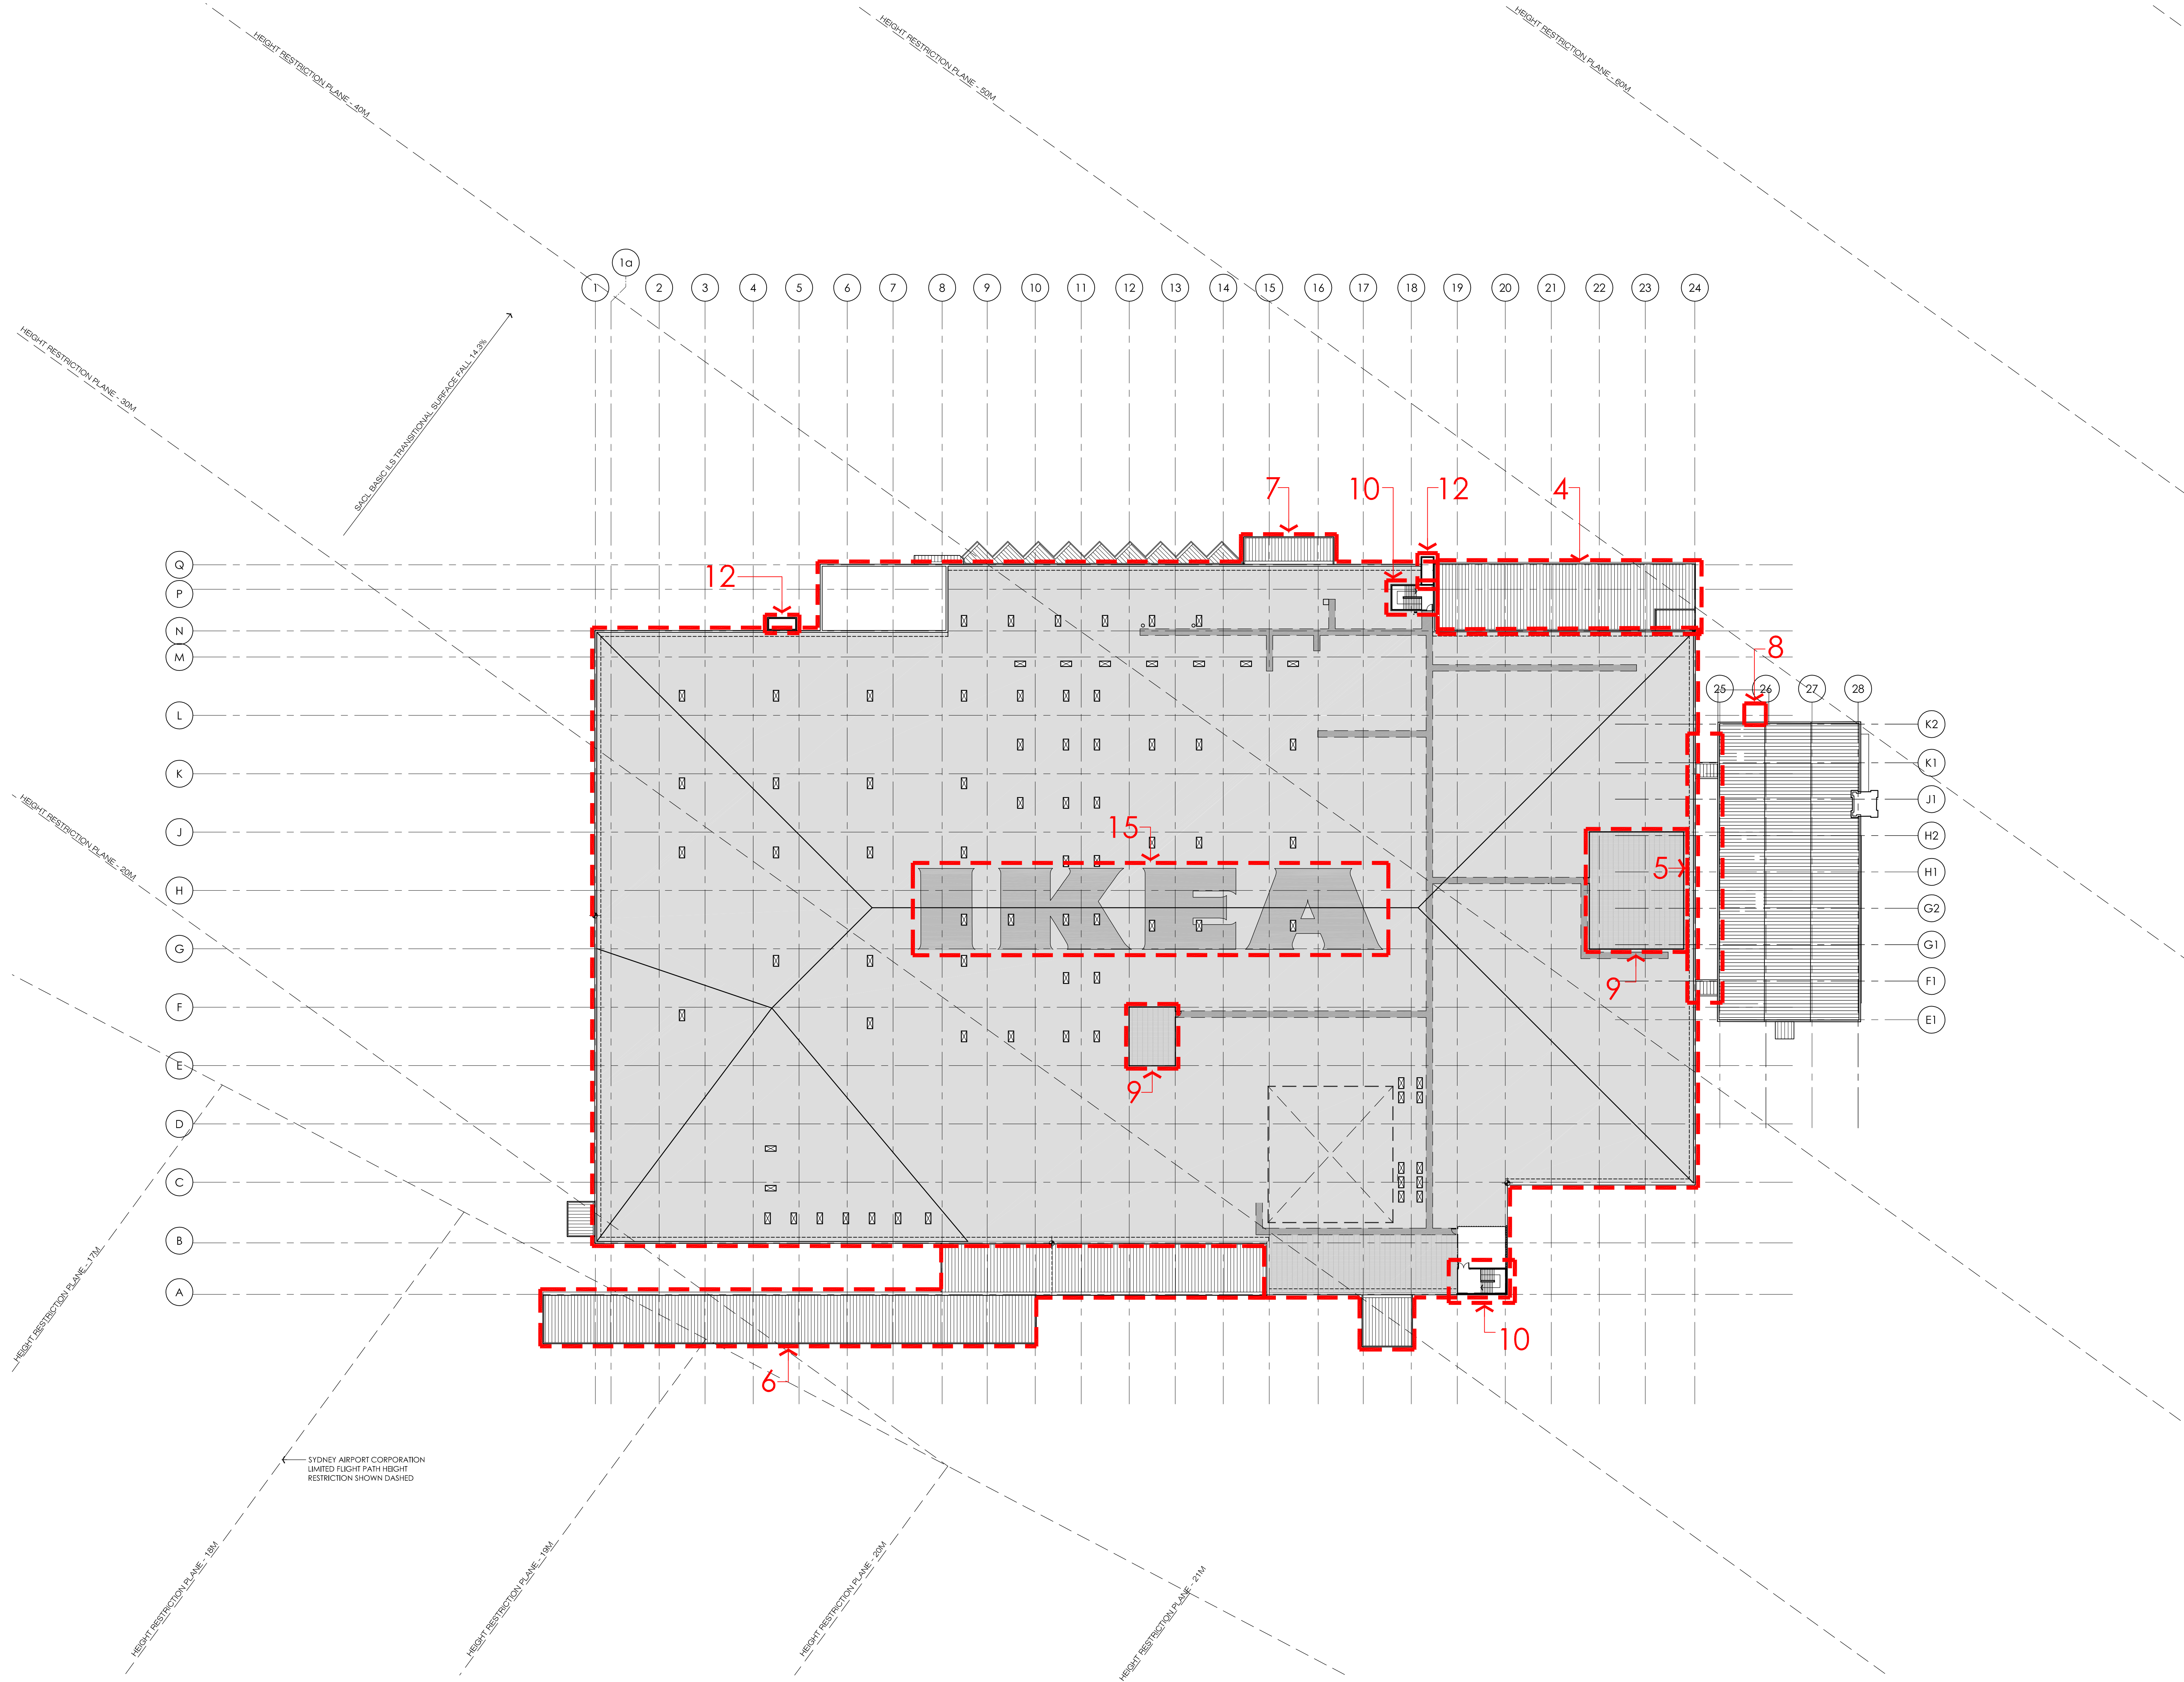 HEIGHT RESTRICTION PLANE - 40M
HEIGHT RESTRICTION PLANE - 50M
HEIGHT RESTRICTION PLANE - 60M
1a
1
2
3
4
5
6
7
8
9
10
11
12
13
14
15
16
17
18
19
20
21
22
23
24
HEIGHT RESTRICTION PLANE - 30M
SACL BASIC ILS TRANSITIONAL SURFACE FALL 14.3%
7
10
12
4
Q
12
P
N
8
M
25
26
27
28
L
K2
K
K1
J1
HEIGHT RESTRICTION PLANE - 20M
15
J
H2
5
H1
H
IKEA
G2
G
G1
9
F1
F
E1
E
9
D
C
B
HEIGHT RESTRICTION PLANE - 17M
A
10
6
SYDNEY AIRPORT CORPORATION
LIMITED FLIGHT PATH HEIGHT
RESTRICTION SHOWN DASHED
HEIGHT RESTRICTION PLANE - 18M
HEIGHT RESTRICTION PLANE - 19M
HEIGHT RESTRICTION PLANE - 20M
HEIGHT RESTRICTION PLANE - 21M